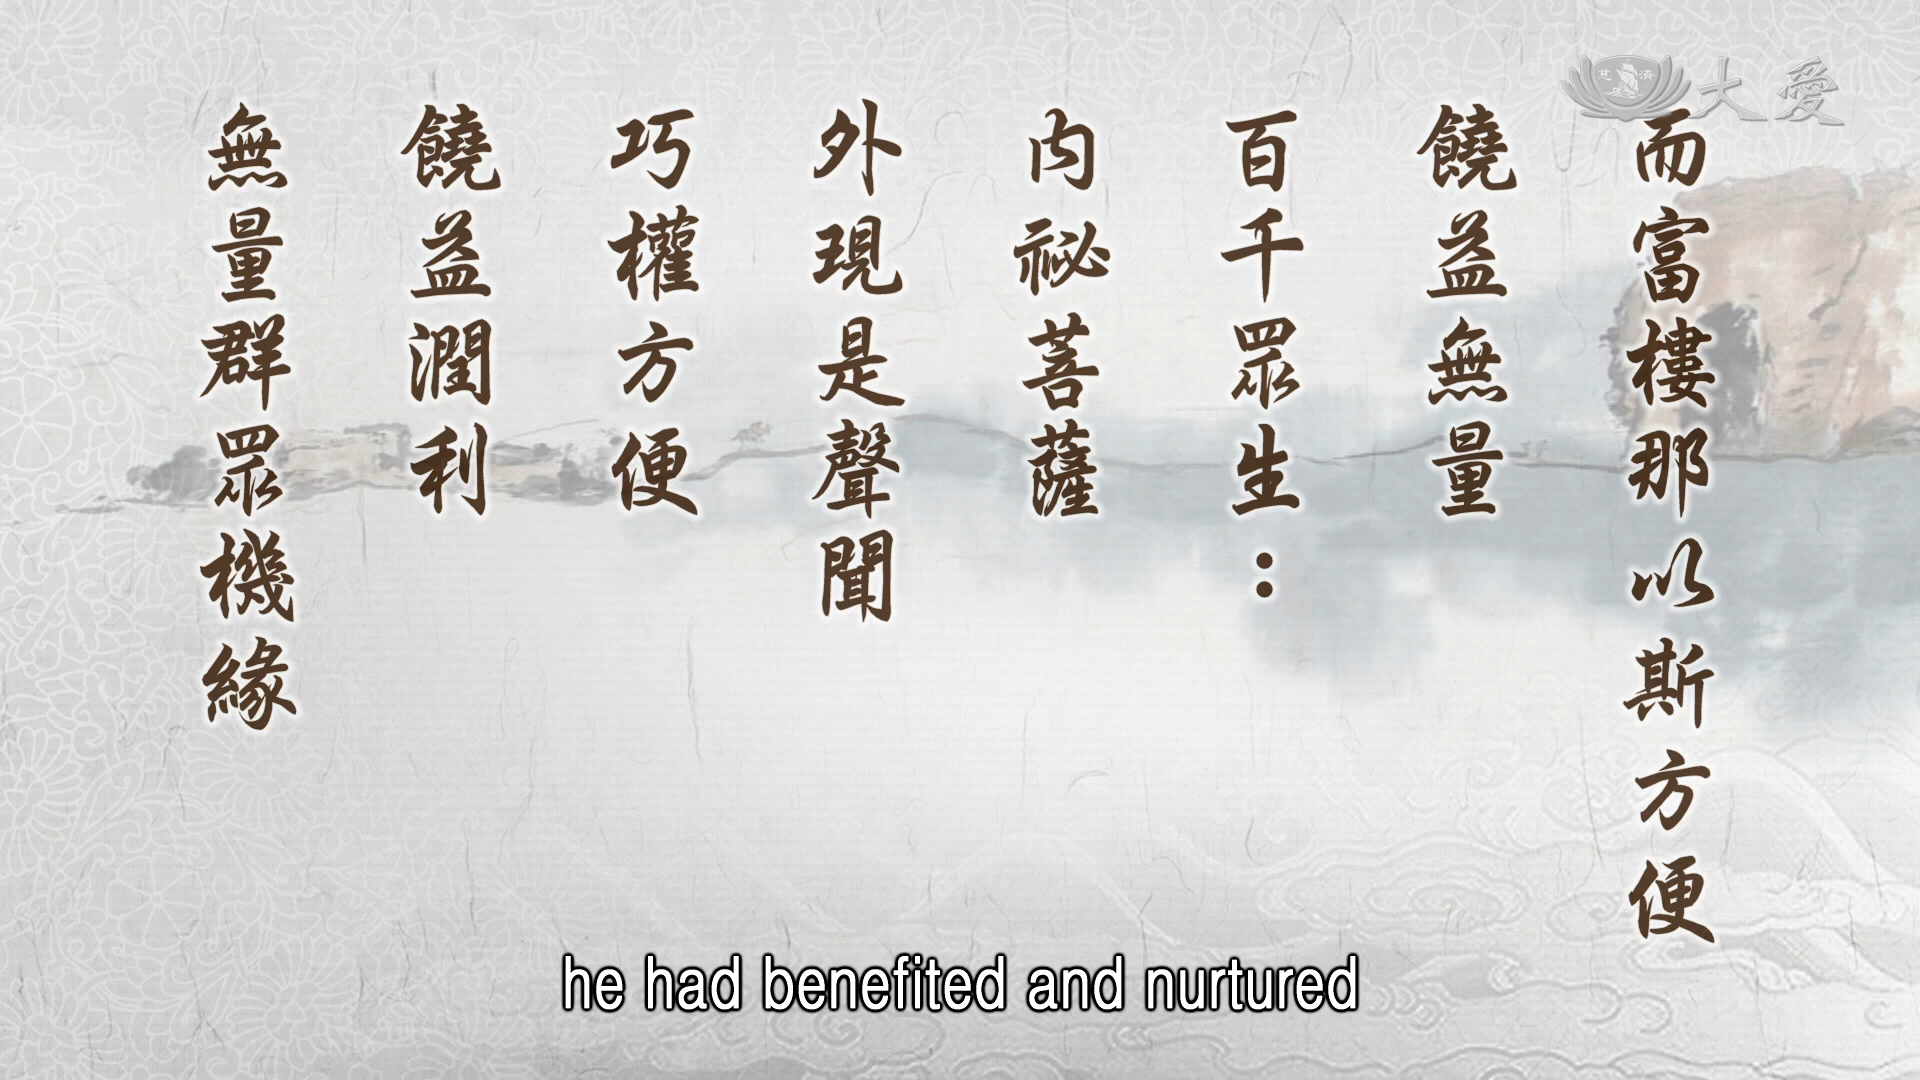 大愛
而富樓那以斯方便
饒益無量
百千眾生：
內祕菩薩
外現是聲聞
巧權方便
饒益潤利
無量群眾機緣
he had benefited and nurtured